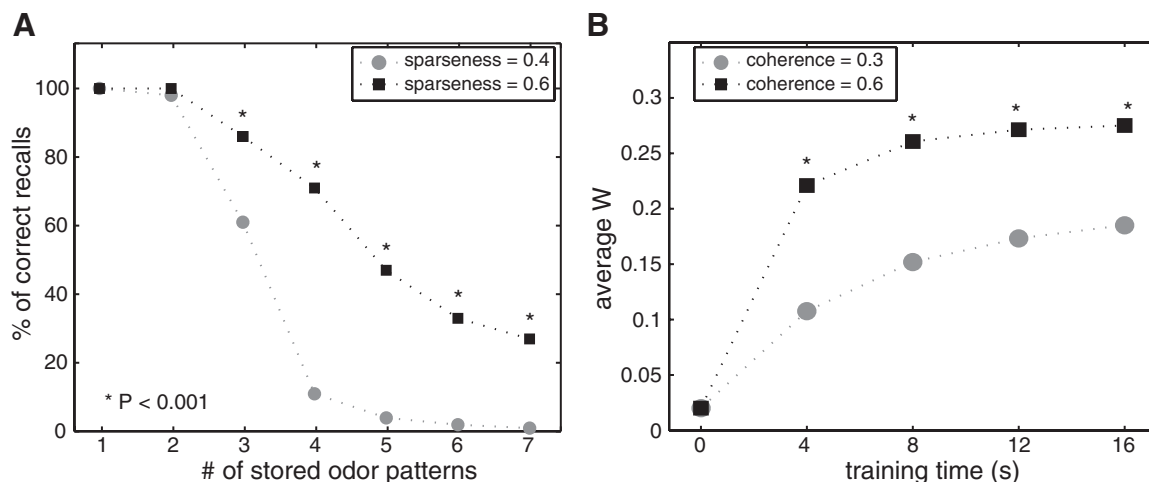 A
sparseness = 0.4
sparseness = 0.6
100
80
60
40
20
0
% of correct recalls
* * * * *
* P < 0.001
1 2 3 4 5 6 7
# of stored odor patterns
B
coherence = 0.3
coherence = 0.6
0.3
0.25
0.2
0.15
0.1
0.05
0
average W
* * * *
0 4 8 12 16
training time (s)